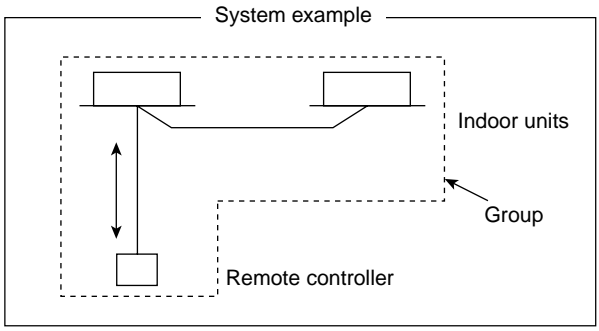 System example
Indoor units
Group
Remote controller